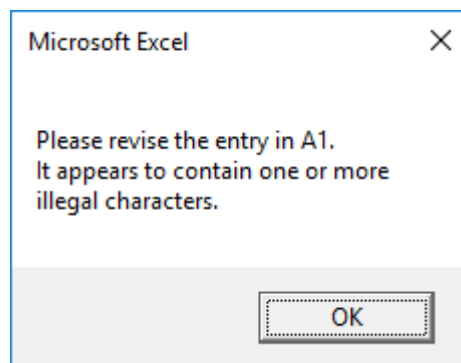 Microsoft Excel
Please revise the entry in A1.
It appears to contain one or more
illegal characters.
OK